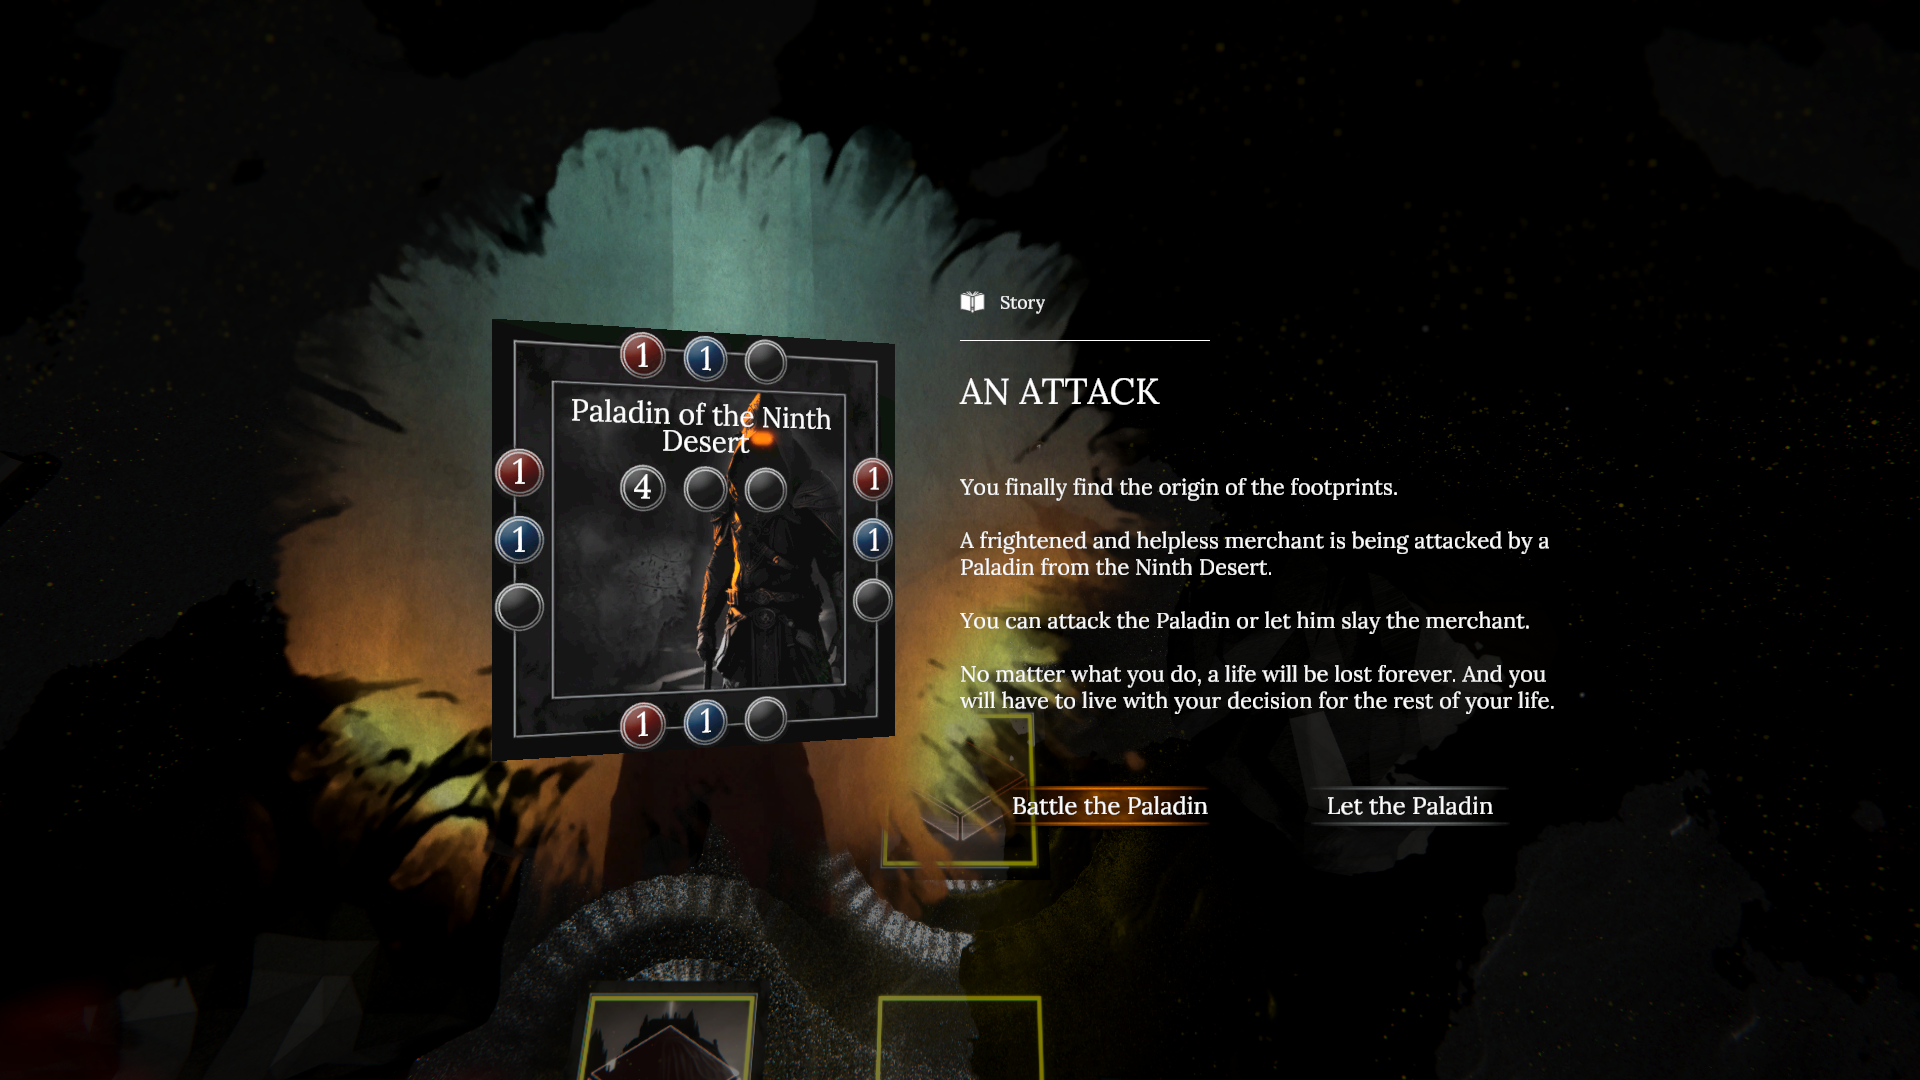 Story
AN ATTACK
1 1
Paladin of the Ninth
Desert
4
1 1
1 1
1 1
You finally find the origin of the footprints.
A frightened and helpless merchant is being attacked by a
Paladin from the Ninth Desert.
You can attack the Paladin or let him slay the merchant.
No matter what you do, a life will be lost forever. And you
will have to live with your decision for the rest of your life.
Battle the Paladin
Let the Paladin